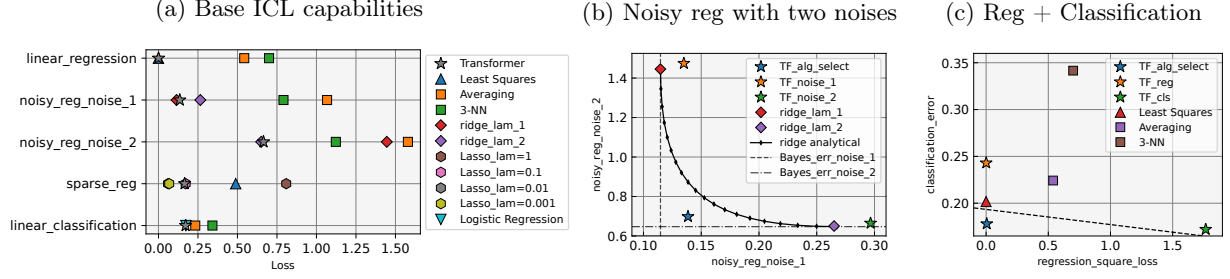 (a) Base ICL capabilities
linear_regression
noisy_reg_noise_1
noisy_reg_noise_2
sparse_reg
linear_classification
0.00 0.25 0.50 0.75 1.00 1.25 1.50
Loss
Transformer
Least Squares
Averaging
3-NN
ridge_lam_1
ridge_lam_2
Lasso_lam=1
Lasso_lam=0.1
Lasso_lam=0.01
Lasso_lam=0.001
Logistic Regression
(b) Noisy reg with two noises
noisy_reg_noise_2
1.4
1.2
1.0
0.8
0.6
0.10 0.15 0.20 0.25 0.30
noisy_reg_noise_1
TF_alg_select
TF_noise_1
TF_noise_2
ridge_lam_1
ridge_lam_2
ridge analytical
Bayes_err_noise_1
Bayes_err_noise_2
(c) Reg + Classification
classification_error
0.35
0.30
0.25
0.20
0.0 0.5 1.0 1.5
regression_square_loss
TF_alg_select
TF_reg
TF_cls
Least Squares
Averaging
3-NN